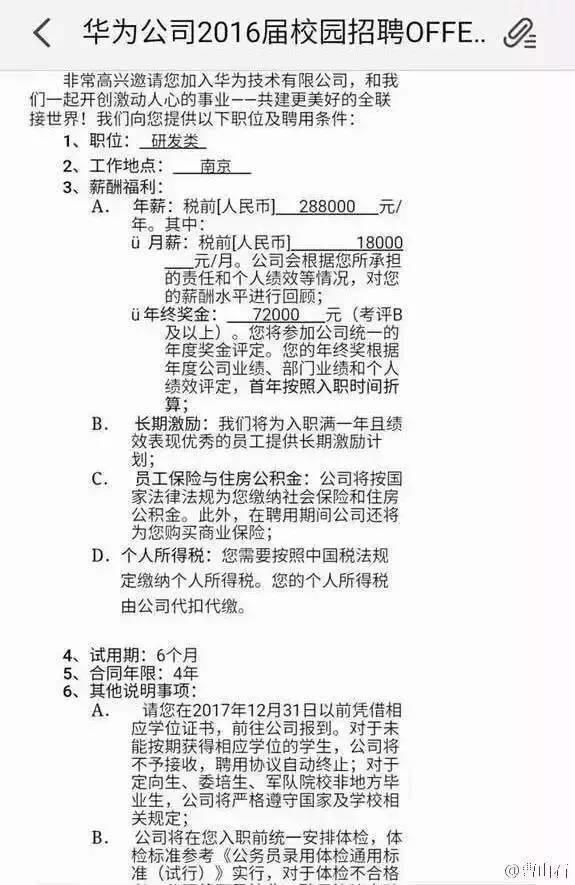 华为公司2016届校园招聘OFFE..
非常高兴邀请您加入华为技术有限公司，和我
们一起开创激动人心的事业——共建更美好的全联
接世界！我们向您提供以下职位及聘用条件：
1、职位： 研发类
2、工作地点： 南京
3、薪酬福利：
A. 年薪：税前[人民币] 288000 元/
年。其中：
ü 月薪：税前[人民币] 18000
元/月。公司会根据您所承担
的责任和个人绩效等情况，对您
的薪酬水平进行回顾；
ü 年终奖金： 72000 元（考评B
及以上）。您将参加公司统一的
年度奖金评定。您的年终奖根据
年度公司业绩、部门业绩和个人
绩效评定，首年按照入职时间折
算；
B. 长期激励：我们将为入职满一年且绩
效表现优秀的员工提供长期激励计
划；
C. 员工保险与住房公积金：公司将按国
家法律法规为您缴纳社会保险和住房
公积金。此外，在聘用期间公司还将
为您购买商业保险；
D. 个人所得税：您需要按照中国税法规
定缴纳个人所得税。您的个人所得税
由公司代扣代缴。
4、试用期：6个月
5、合同年限：4年
6、其他说明事项：
A. 请您在2017年12月31日以前凭借相
应学位证书，前往公司报到。对于未
能按期获得相应学位的学生，公司将
不予接收，聘用协议自动终止；对于
定向生、委培生、军队院校非地方毕
业生，公司将严格遵守国家及学校相
关规定；
B. 公司将在您入职前统一安排体检，体
检标准参考《公务员录用体检通用标
准（试行）》实行，对于体检不合格
@曹山石